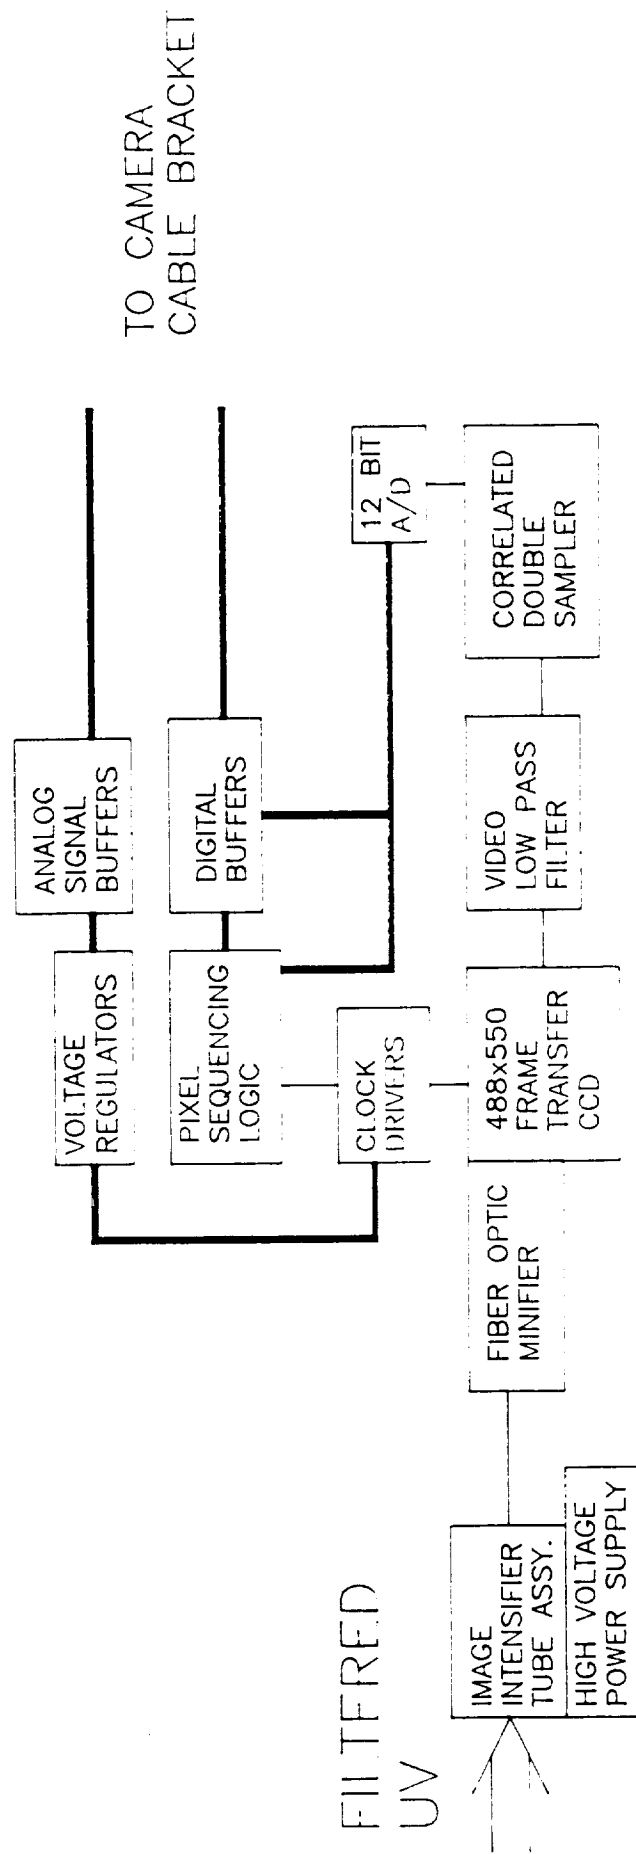 TO CAMERA
CABLE BRACKET
ANALOG
SIGNAL
BUFFERS
VOLTAGE
REGULATORS
DIGITAL
BUFFERS
PIXEL
SEQUENCING
LOGIC
12 BIT
A/D
CLOCK
DRIVERS
CORRELATED
DOUBLE
SAMPLER
VIDEO
LOW PASS
FILTER
488x550
FRAME
TRANSFER
CCD
FIBER OPTIC
MINIFIER
FILTERED
UV
IMAGE
INTENSIFIER
TUBE ASSY.
HIGH VOLTAGE
POWER SUPPLY